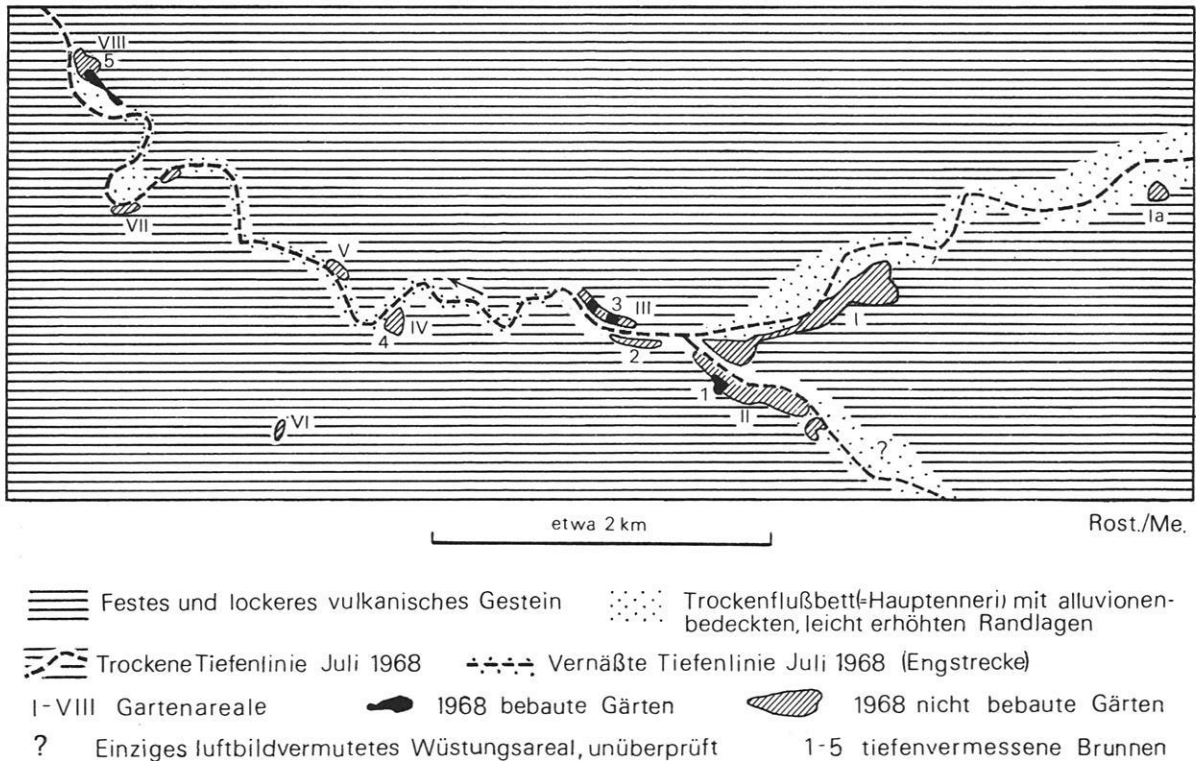 VIII
5
VII
V
IV
4
3 III
2
I
Ia
1
II
VI
?
etwa 2 km
Rost./Me.
Festes und lockeres vulkanisches Gestein
Trockenflußbett(=Hauptenneri) mit alluvionen-
bedeckten, leicht erhöhten Randlagen
Trockene Tiefenlinie Juli 1968
Vernäßte Tiefenlinie Juli 1968 (Engstrecke)
I-VIII Gartenareale
1968 bebaute Gärten
1968 nicht bebaute Gärten
? Einziges luftbildvermutetes Wüstungsareal, unüberprüft
1-5 tiefenvermessene Brunnen